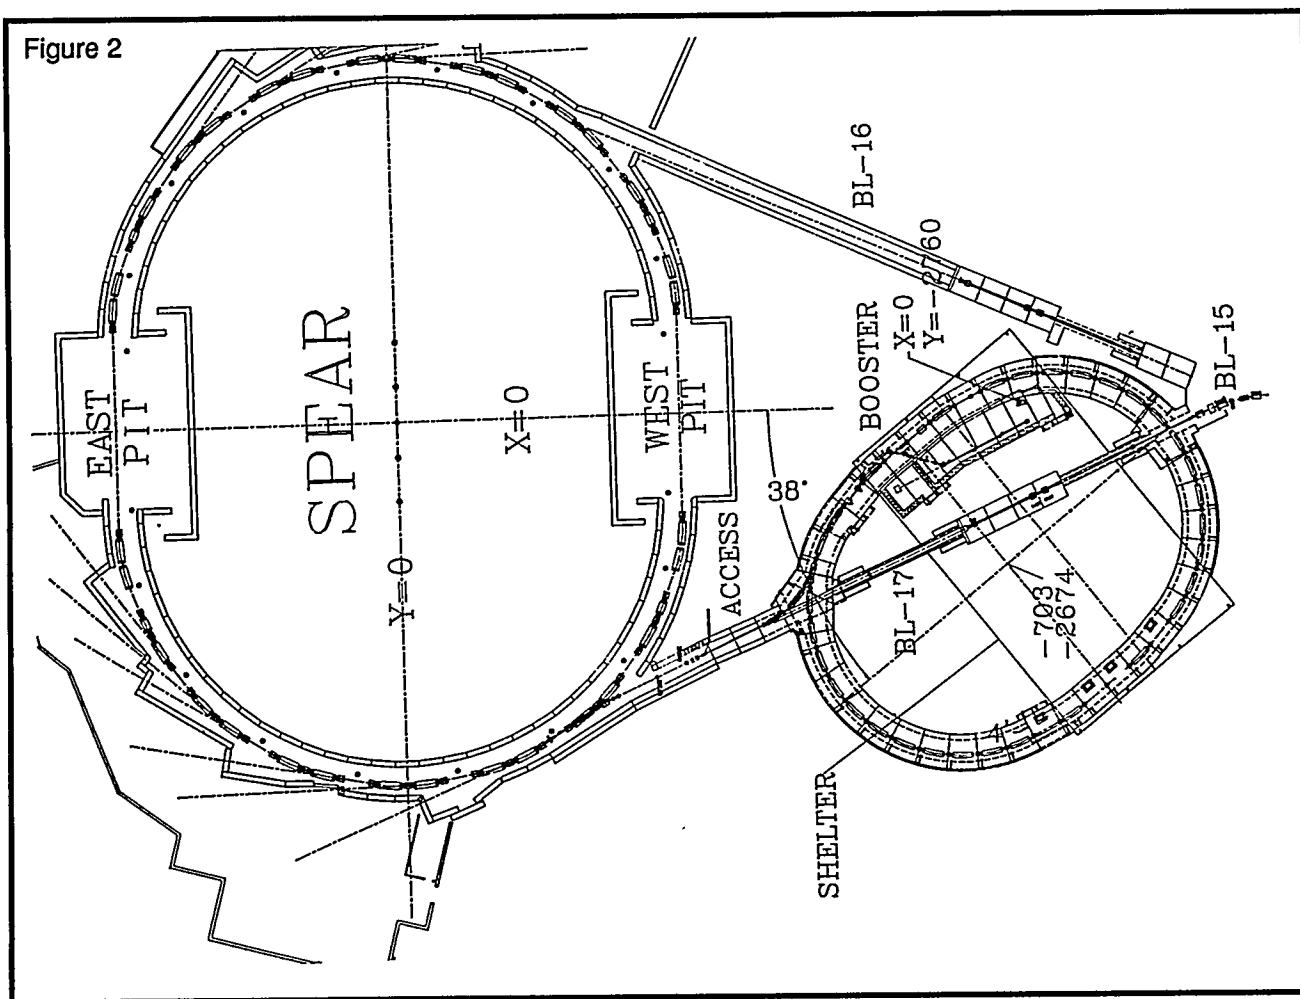 Figure 2
BL-16
BOOSTER
X=0
BL-15
EAST
PIT
SPEAR
X=0
WEST
PIT
38°
ACCESS
Y=0
BL-17
-703
-2674
SHELTER